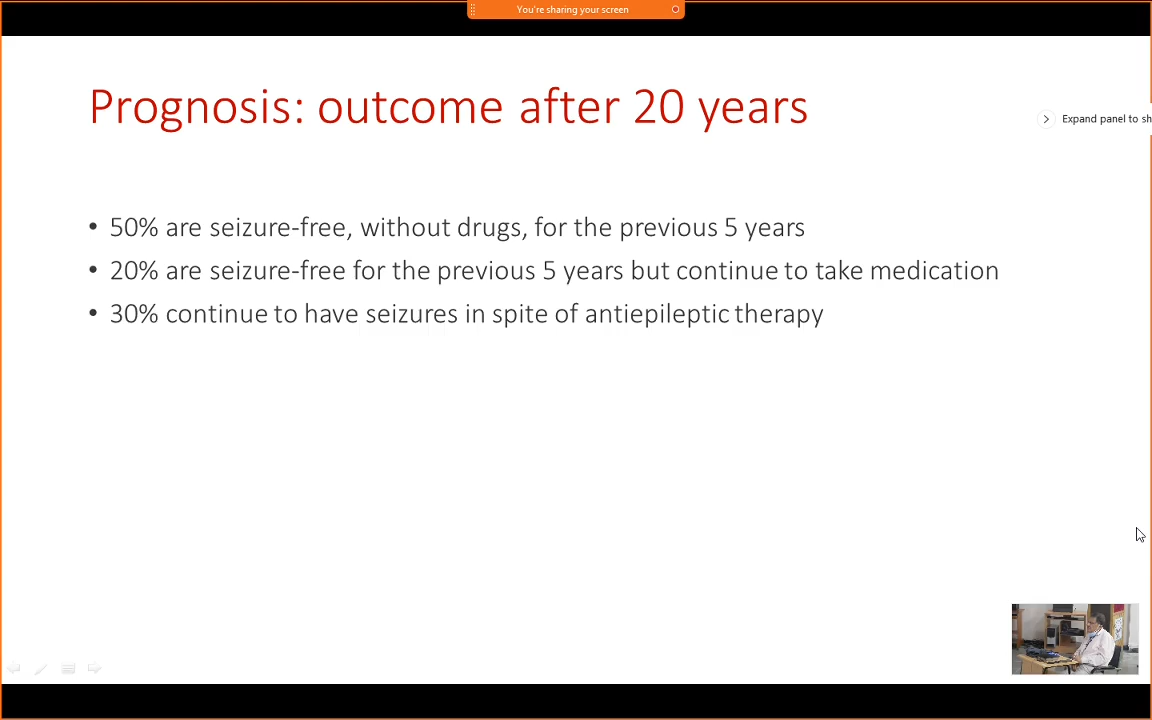 You're sharing your screen
Prognosis: outcome after 20 years
Expand panel to sh
• 50% are seizure-free, without drugs, for the previous 5 years
• 20% are seizure-free for the previous 5 years but continue to take medication
• 30% continue to have seizures in spite of antiepileptic therapy